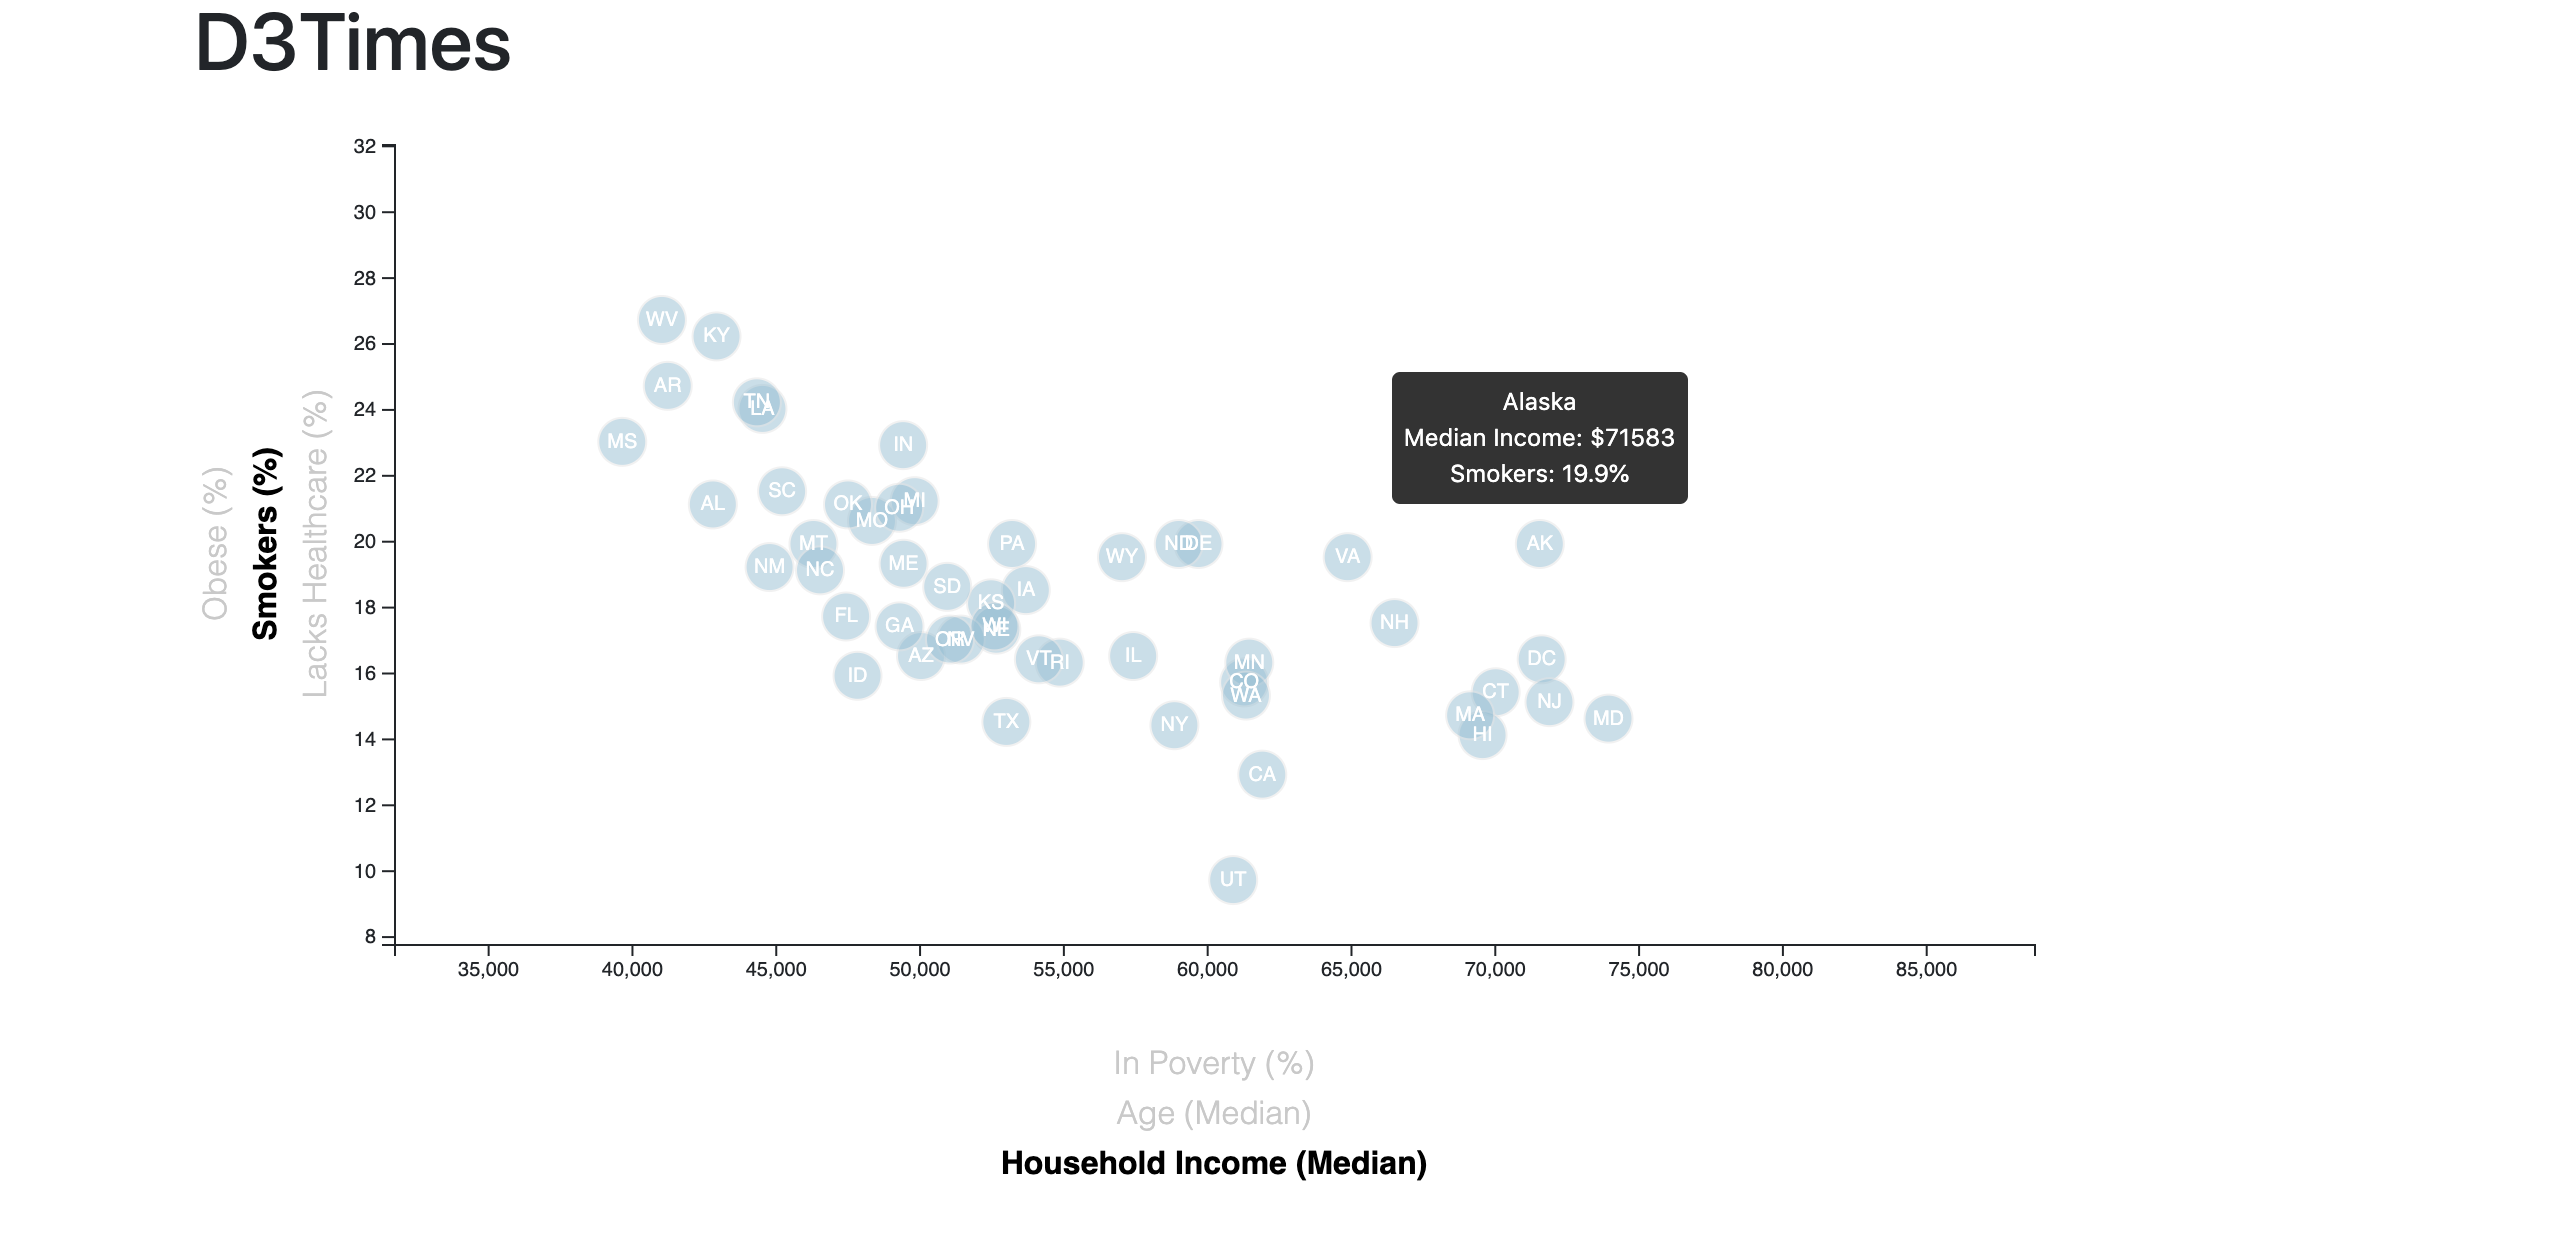 D3Times
32
30
28
26
24
22
20
18
16
14
12
10
8
Obese (%)
Smokers (%)
Lacks Healthcare (%)
WV
KY
AR
TN
LA
MS
IN
SC
AL
OK
MO
OH
MI
MT
NC
NM
ME
PA
WY
ND
DE
VA
AK
SD
KS
IA
FL
GA
WI
NE
OR
NV
AZ
ID
VT
RI
IL
NH
MN
CO
WA
DC
CT
NJ
MD
MA
HI
TX
NY
CA
UT
Alaska
Median Income: $71583
Smokers: 19.9%
35,000
40,000
45,000
50,000
55,000
60,000
65,000
70,000
75,000
80,000
85,000
In Poverty (%)
Age (Median)
Household Income (Median)